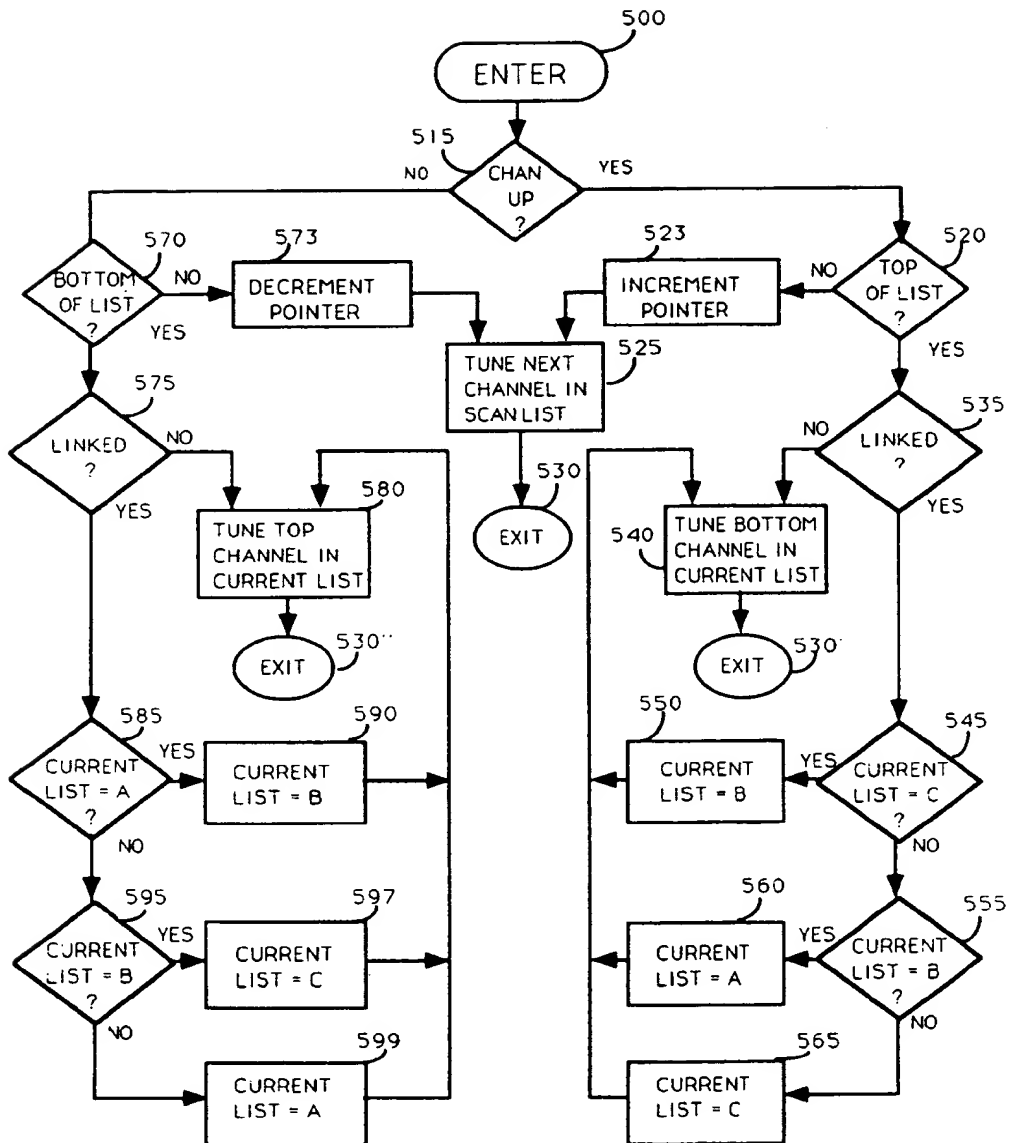 500
ENTER
515
NO
CHAN
UP
?
YES
570
BOTTOM
OF LIST
?
NO
YES
573
DECREMENT
POINTER
523
INCREMENT
POINTER
520
TOP
OF LIST
?
NO
YES
TUNE NEXT
CHANNEL IN
SCAN LIST
525
575
LINKED
?
NO
YES
535
LINKED
?
NO
YES
580
TUNE TOP
CHANNEL IN
CURRENT LIST
530
EXIT
540
TUNE BOTTOM
CHANNEL IN
CURRENT LIST
EXIT
530''
EXIT
530'
585
CURRENT
LIST = A
?
YES
NO
590
CURRENT
LIST = B
550
CURRENT
LIST = B
545
CURRENT
LIST = C
?
YES
NO
595
CURRENT
LIST = B
?
YES
NO
597
CURRENT
LIST = C
560
CURRENT
LIST = A
555
CURRENT
LIST = B
?
YES
NO
599
CURRENT
LIST = A
565
CURRENT
LIST = C